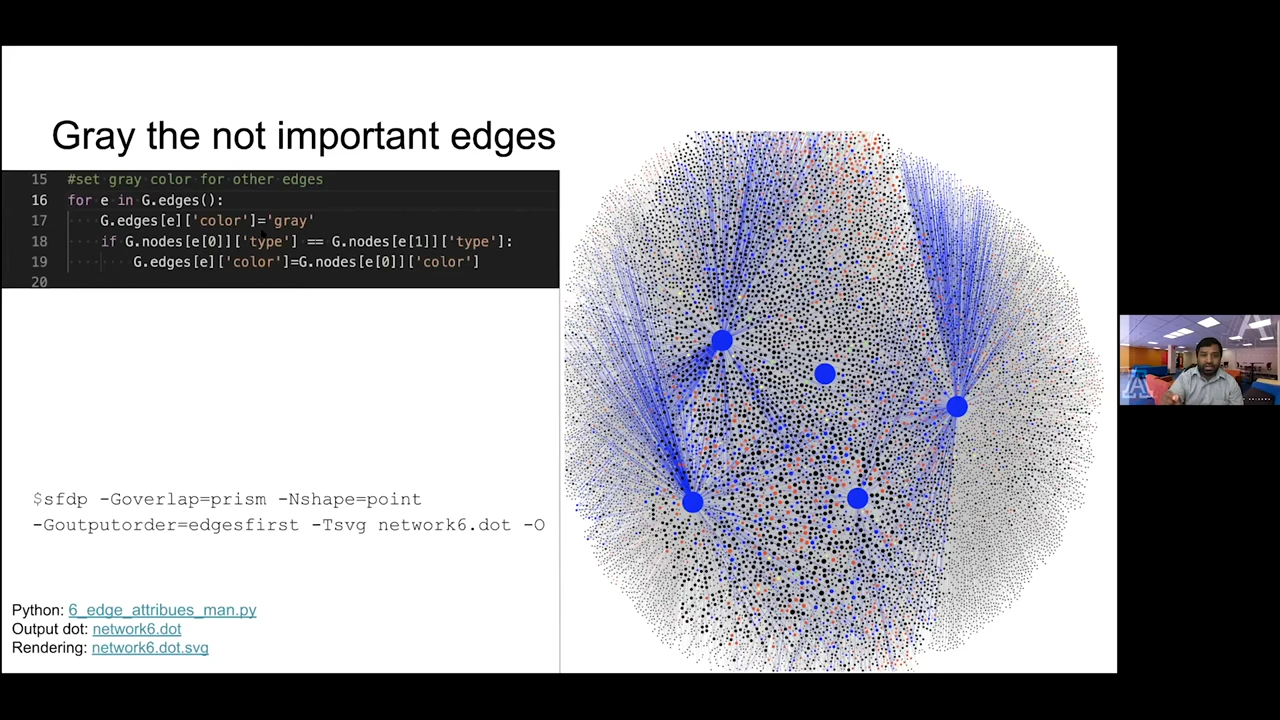 Gray the not important edges
15 #set gray color for other edges
16 for e in G.edges():
17 G.edges[e]['color']='gray'
18 if G.nodes[e[0]]['type'] == G.nodes[e[1]]['type']:
19 G.edges[e]['color']=G.nodes[e[0]]['color']
20
$sfdp -Goverlap=prism -Nshape=point
-Goutputorder=edgesfirst -Tsvg network6.dot -O
Python: 6_edge_attribues_man.py
Output dot: network6.dot
Rendering: network6.dot.svg
A
A